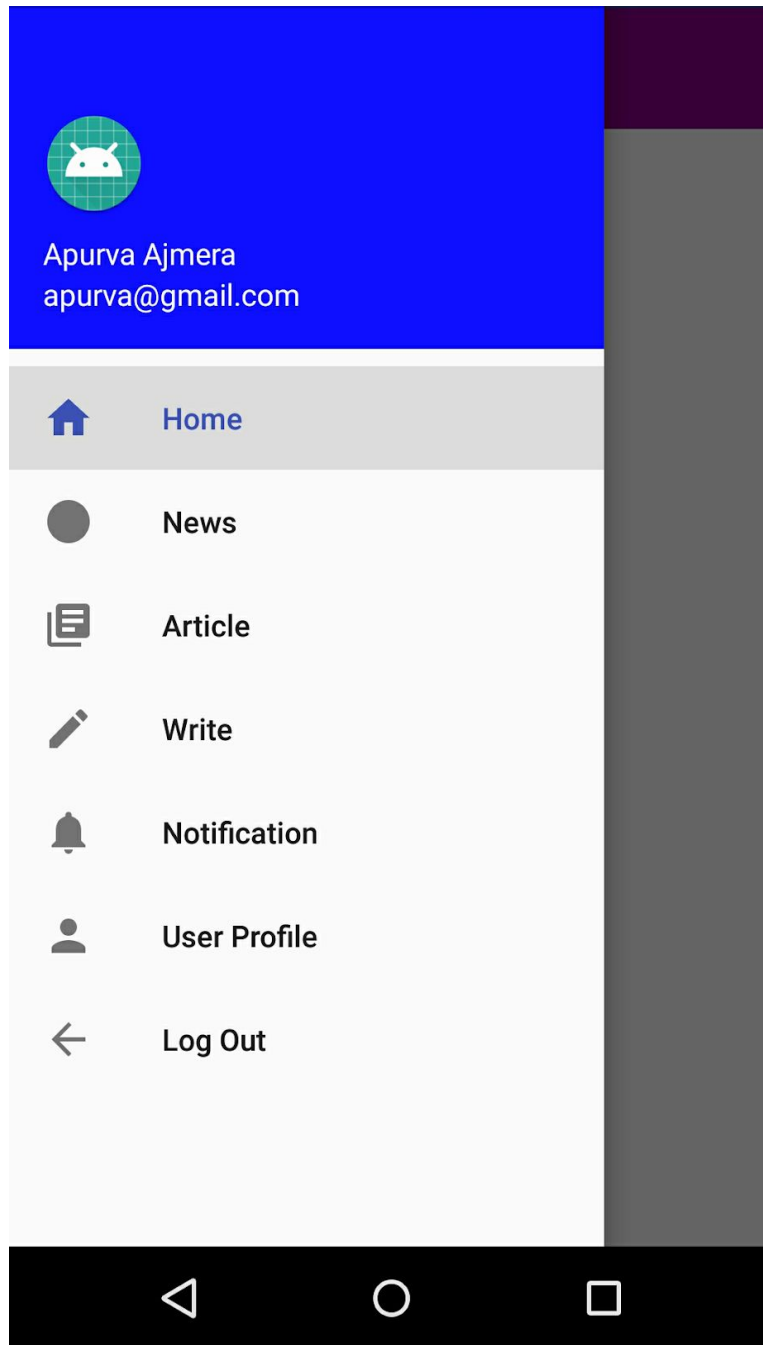 Apurva Ajmera
apurva@gmail.com
Home
News
Article
Write
Notification
User Profile
Log Out